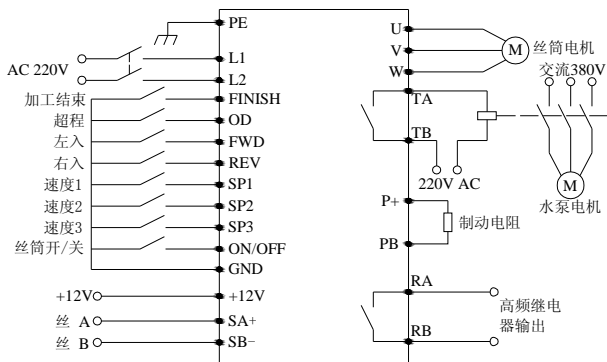 PE
U
V
W
M
丝筒电机
AC 220V
L1
L2
交流380V
加工结束
FINISH
TA
超程
OD
左入
FWD
TB
右入
REV
220V AC
M
水泵电机
速度1
SP1
速度2
SP2
P+
制动电阻
速度3
SP3
PB
丝筒开/关
ON/OFF
GND
+12V
+12V
RA
高频继电
器输出
丝 A
SA+
丝 B
SB−
RB